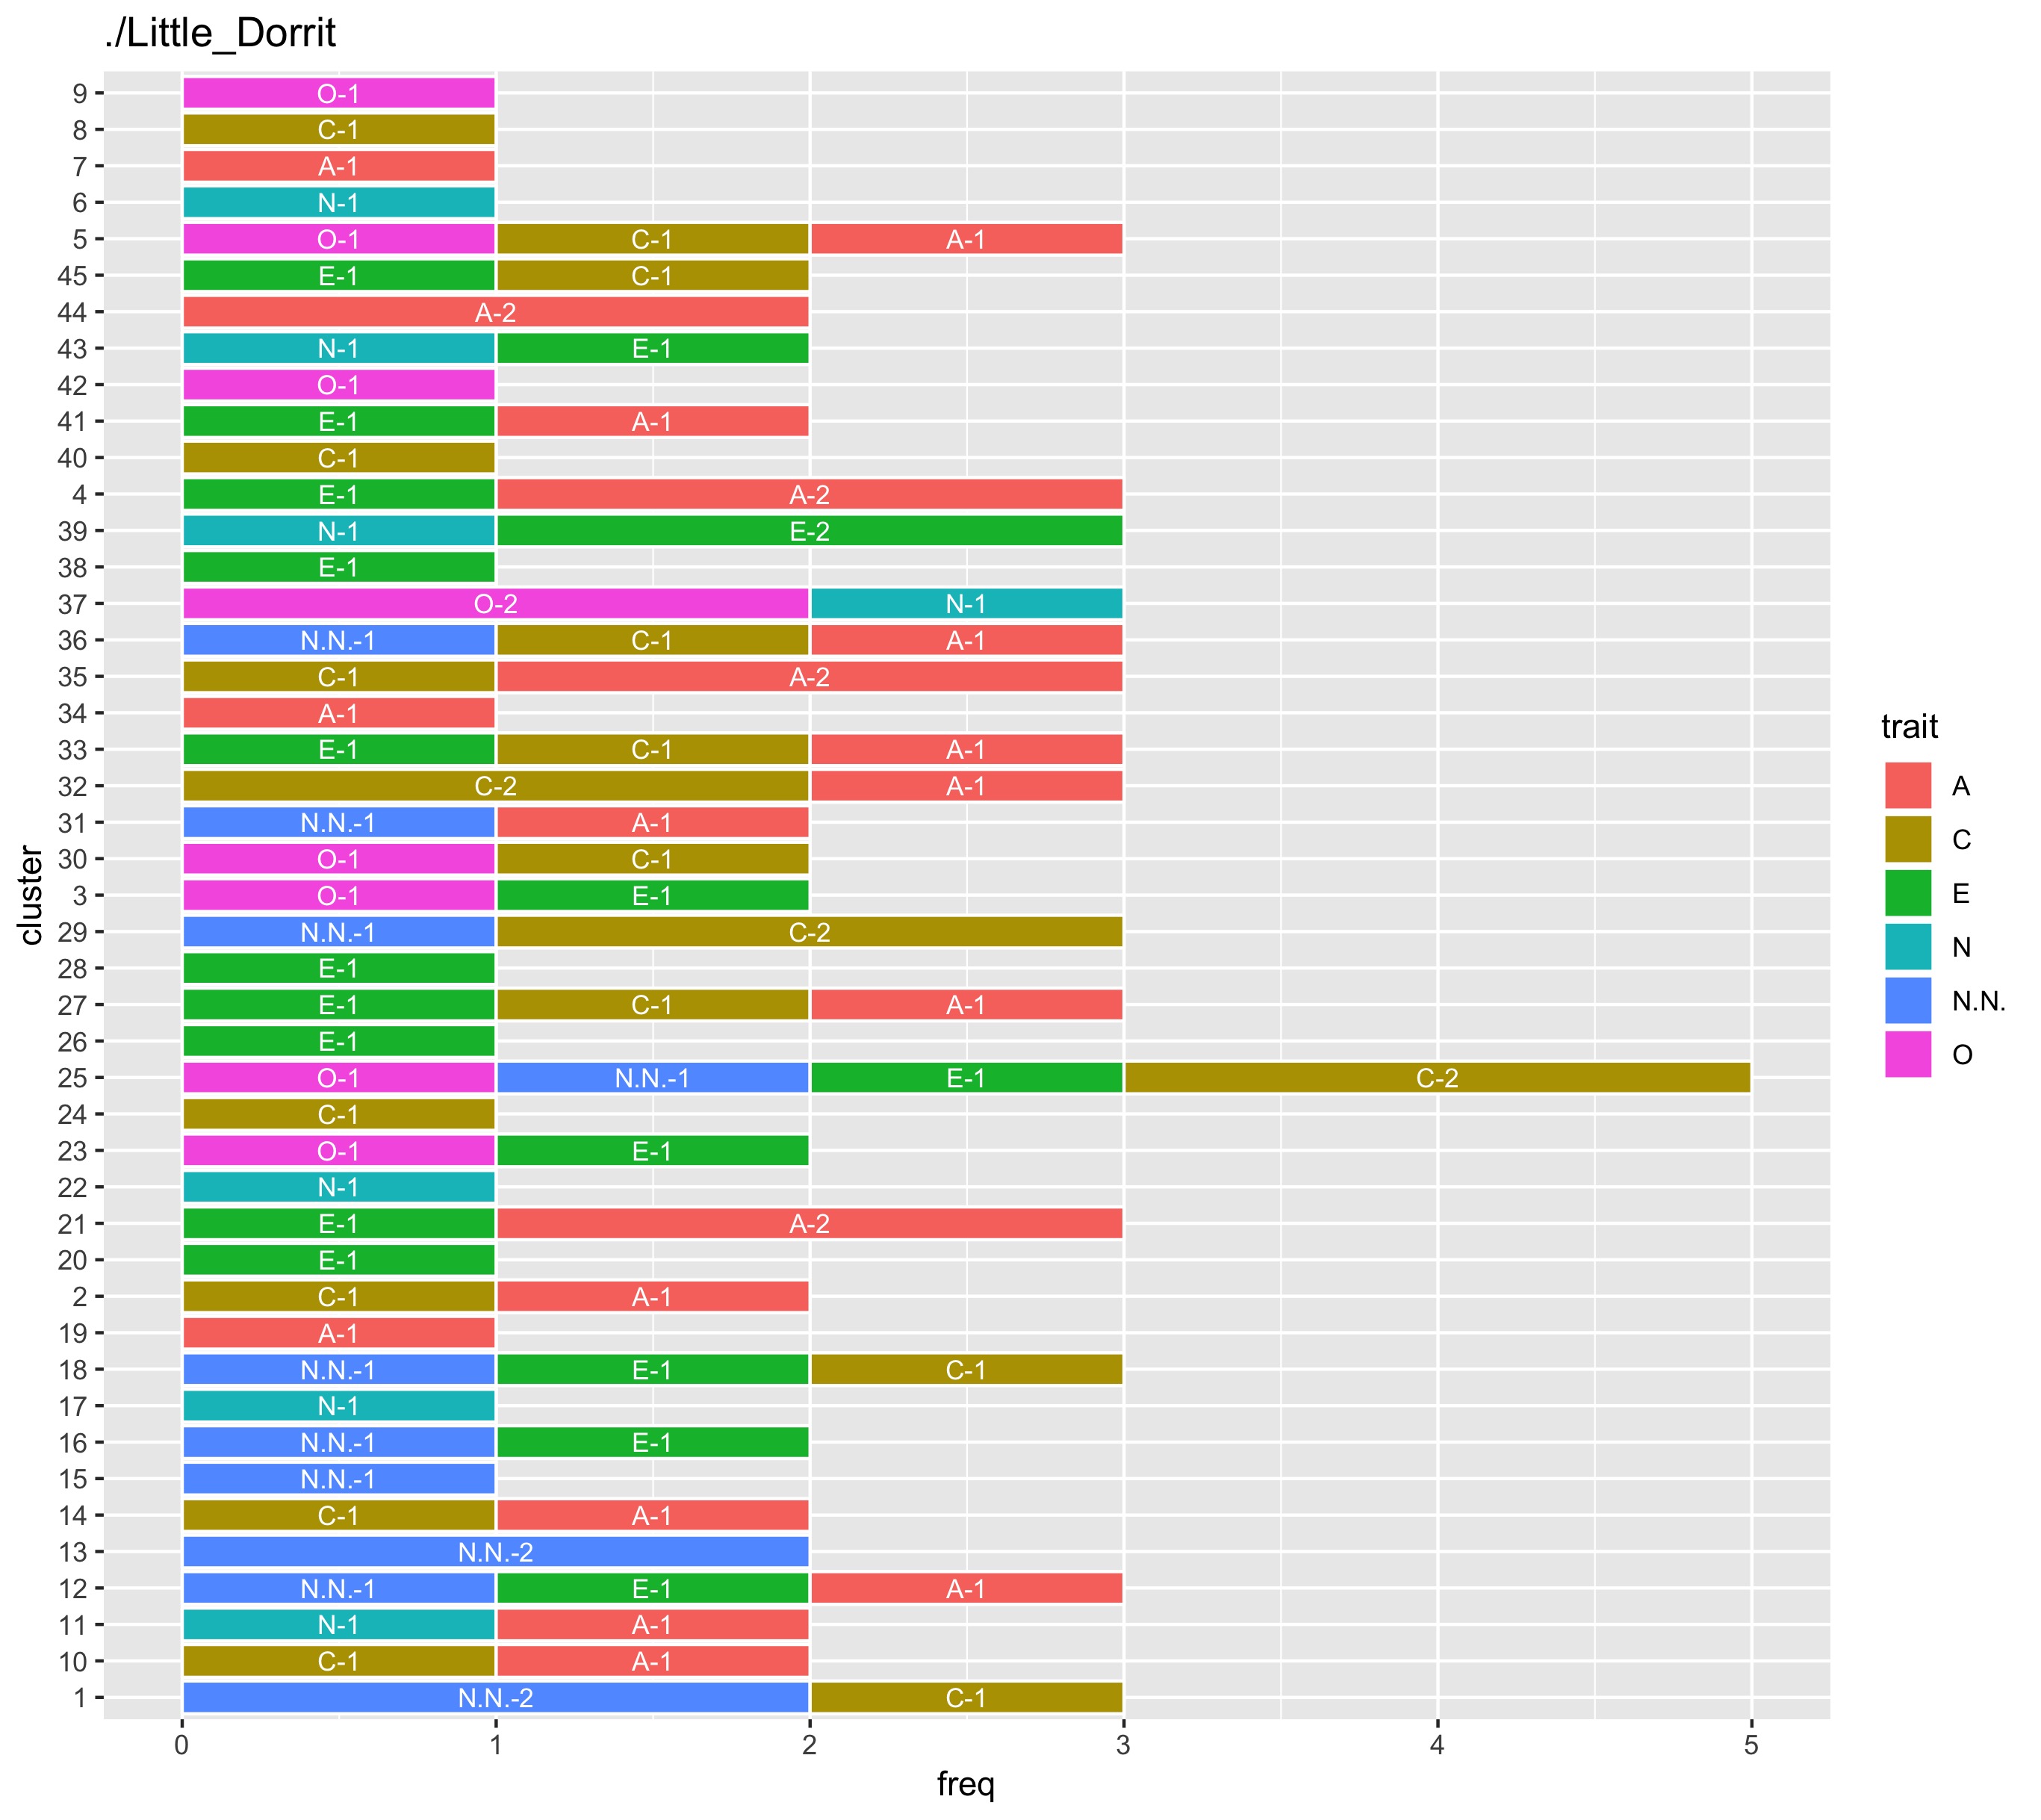 ./Little_Dorrit
9 O-1
8 C-1
7 A-1
6 N-1
5 O-1 C-1 A-1
45 E-1 C-1
44 A-2
43 N-1 E-1
42 O-1
41 E-1 A-1
40 C-1
4 E-1 A-2
39 N-1 E-2
38 E-1
37 O-2 N-1
36 N.N.-1 C-1 A-1
35 C-1 A-2
34 A-1
33 E-1 C-1 A-1
32 C-2 A-1
31 N.N.-1 A-1
30 O-1 C-1
3 O-1 E-1
29 N.N.-1 C-2
28 E-1
27 E-1 C-1 A-1
26 E-1
25 O-1 N.N.-1 E-1 C-2
24 C-1
23 O-1 E-1
22 N-1
21 E-1 A-2
20 E-1
2 C-1 A-1
19 A-1
18 N.N.-1 E-1 C-1
17 N-1
16 N.N.-1 E-1
15 N.N.-1
14 C-1 A-1
13 N.N.-2
12 N.N.-1 E-1 A-1
11 N-1 A-1
10 C-1 A-1
1 N.N.-2 C-1
0 1 2 3 4 5
freq
cluster
trait
A
C
E
N
N.N.
O